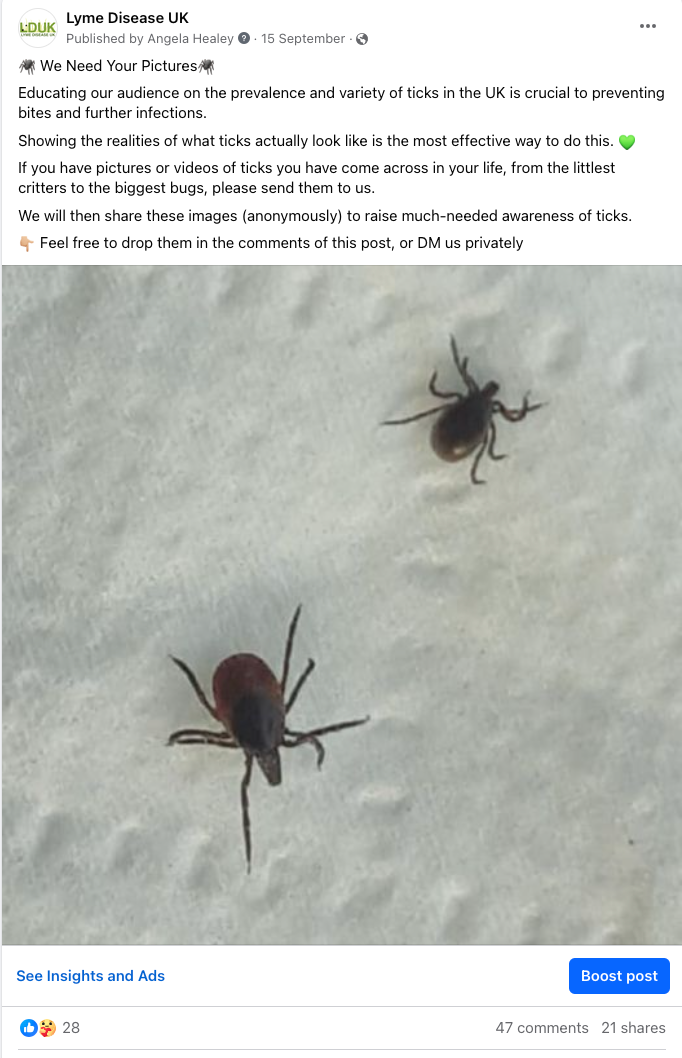 LDUK
LYME DISEASE UK
Lyme Disease UK
Published by Angela Healey · 15 September ·
🕷 We Need Your Pictures🕷
Educating our audience on the prevalence and variety of ticks in the UK is crucial to preventing
bites and further infections.
Showing the realities of what ticks actually look like is the most effective way to do this. 💚
If you have pictures or videos of ticks you have come across in your life, from the littlest
critters to the biggest bugs, please send them to us.
We will then share these images (anonymously) to raise much-needed awareness of ticks.
👇🏼 Feel free to drop them in the comments of this post, or DM us privately
See Insights and Ads
Boost post
28
47 comments 21 shares